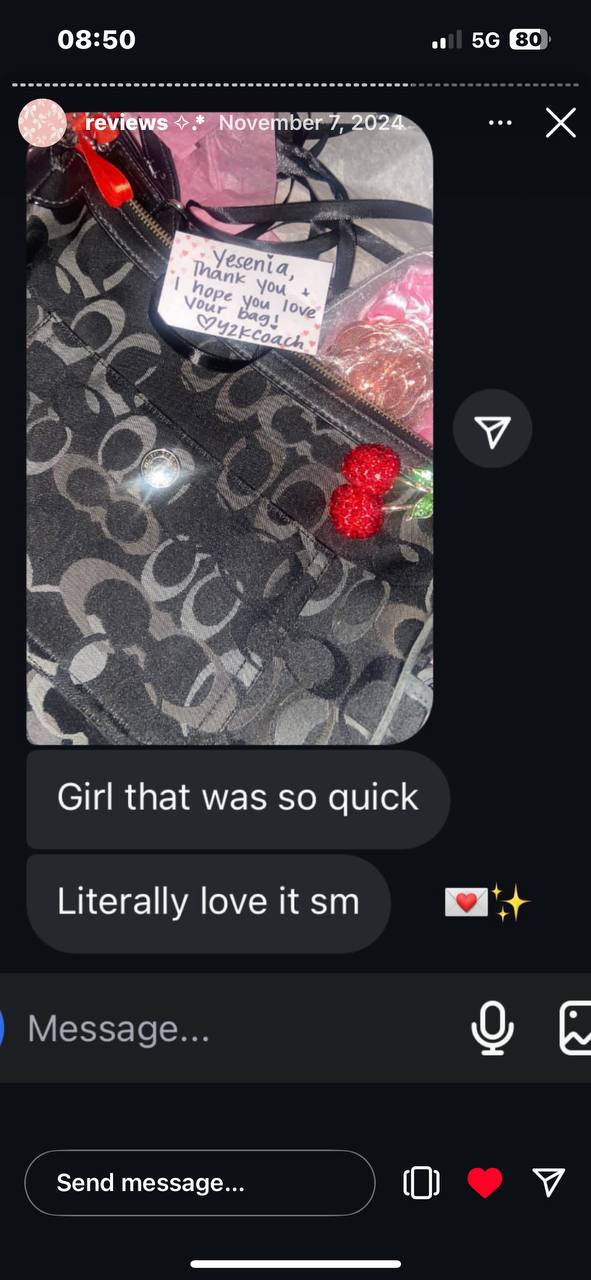 08:50
5G 80
reviews ✧.* November 7, 2024
Yesenia,
Thank you +
I hope you love
your bag!
♡y2kCoach
Girl that was so quick
Literally love it sm
Message...
Send message...